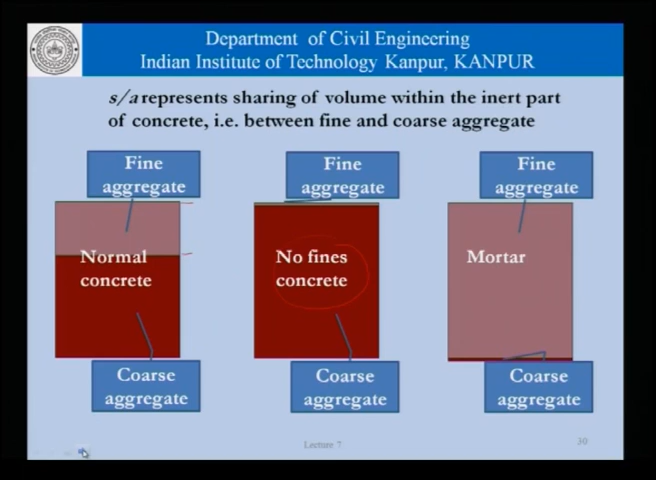 Department of Civil Engineering
Indian Institute of Technology Kanpur, KANPUR
s/a represents sharing of volume within the inert part
of concrete, i.e. between fine and coarse aggregate
Fine
aggregate
Fine
aggregate
Fine
aggregate
Normal
concrete
No fines
concrete
Mortar
Coarse
aggregate
Coarse
aggregate
Coarse
aggregate
Lecture 7
30